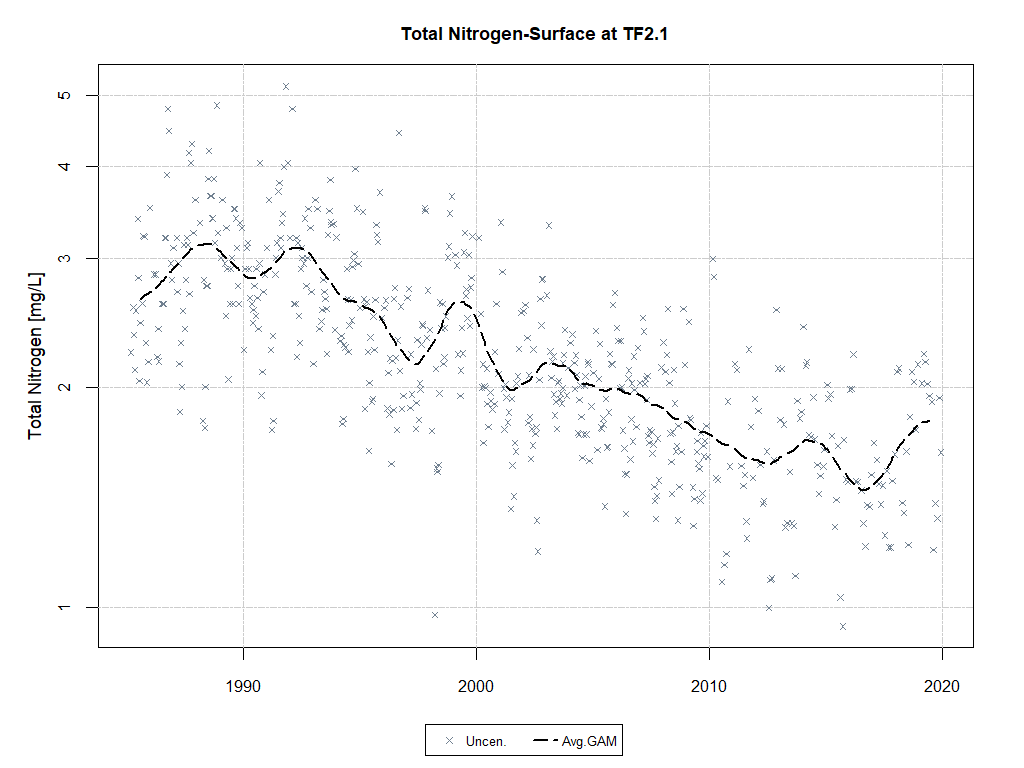 Total Nitrogen-Surface at TF2.1
Total Nitrogen [mg/L]
5
4
3
2
1
1990
2000
2010
2020
Uncen.
Avg.GAM